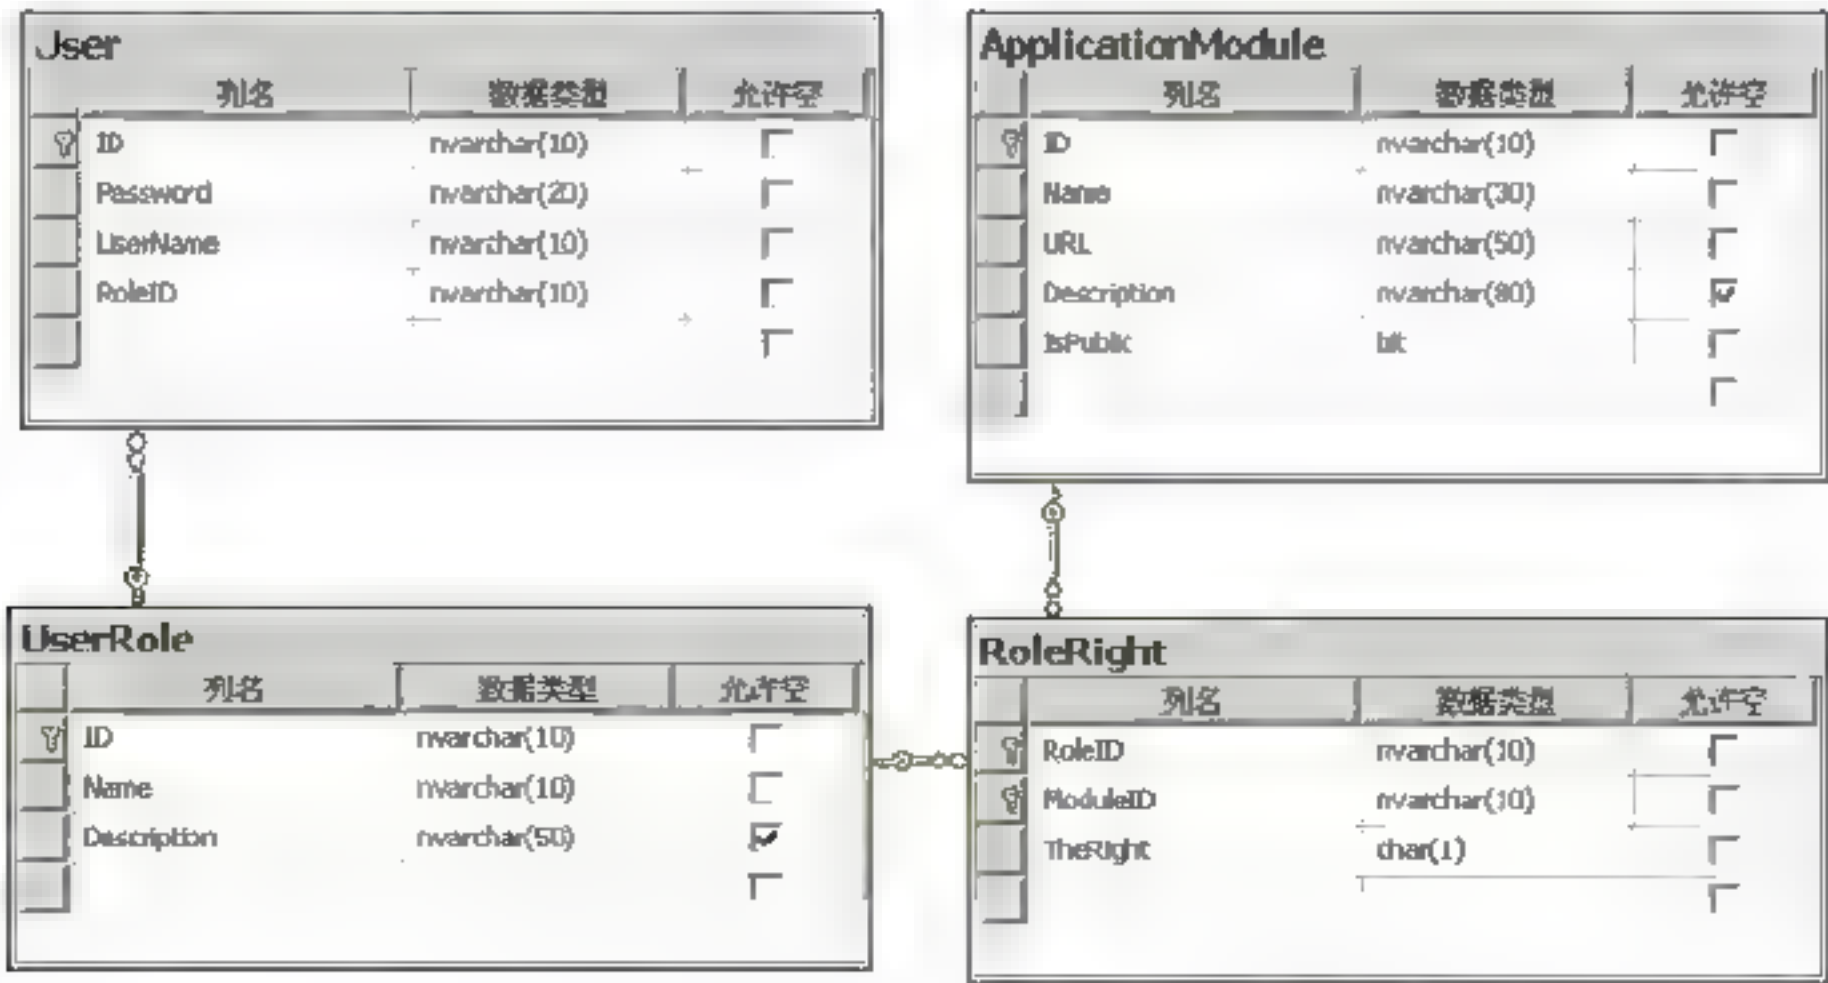 User
列名 数据类型 允许空
ID nvarchar(10)
Password nvarchar(20)
UserName nvarchar(10)
RoleID nvarchar(10)
ApplicationModule
列名 数据类型 允许空
ID nvarchar(10)
Name nvarchar(30)
URL nvarchar(50)
Description nvarchar(80)
IsPublic bit
UserRole
列名 数据类型 允许空
ID nvarchar(10)
Name nvarchar(10)
Description nvarchar(50)
RoleRight
列名 数据类型 允许空
RoleID nvarchar(10)
ModuleID nvarchar(10)
TheRight char(1)